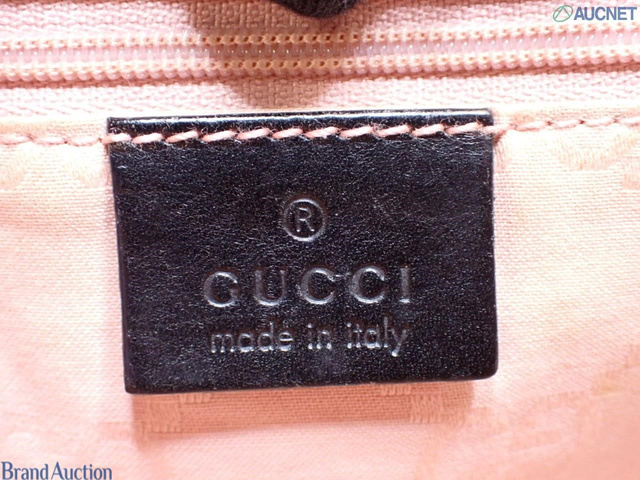 AUCNET
®
GUCCI
made in italy
Brand Auction